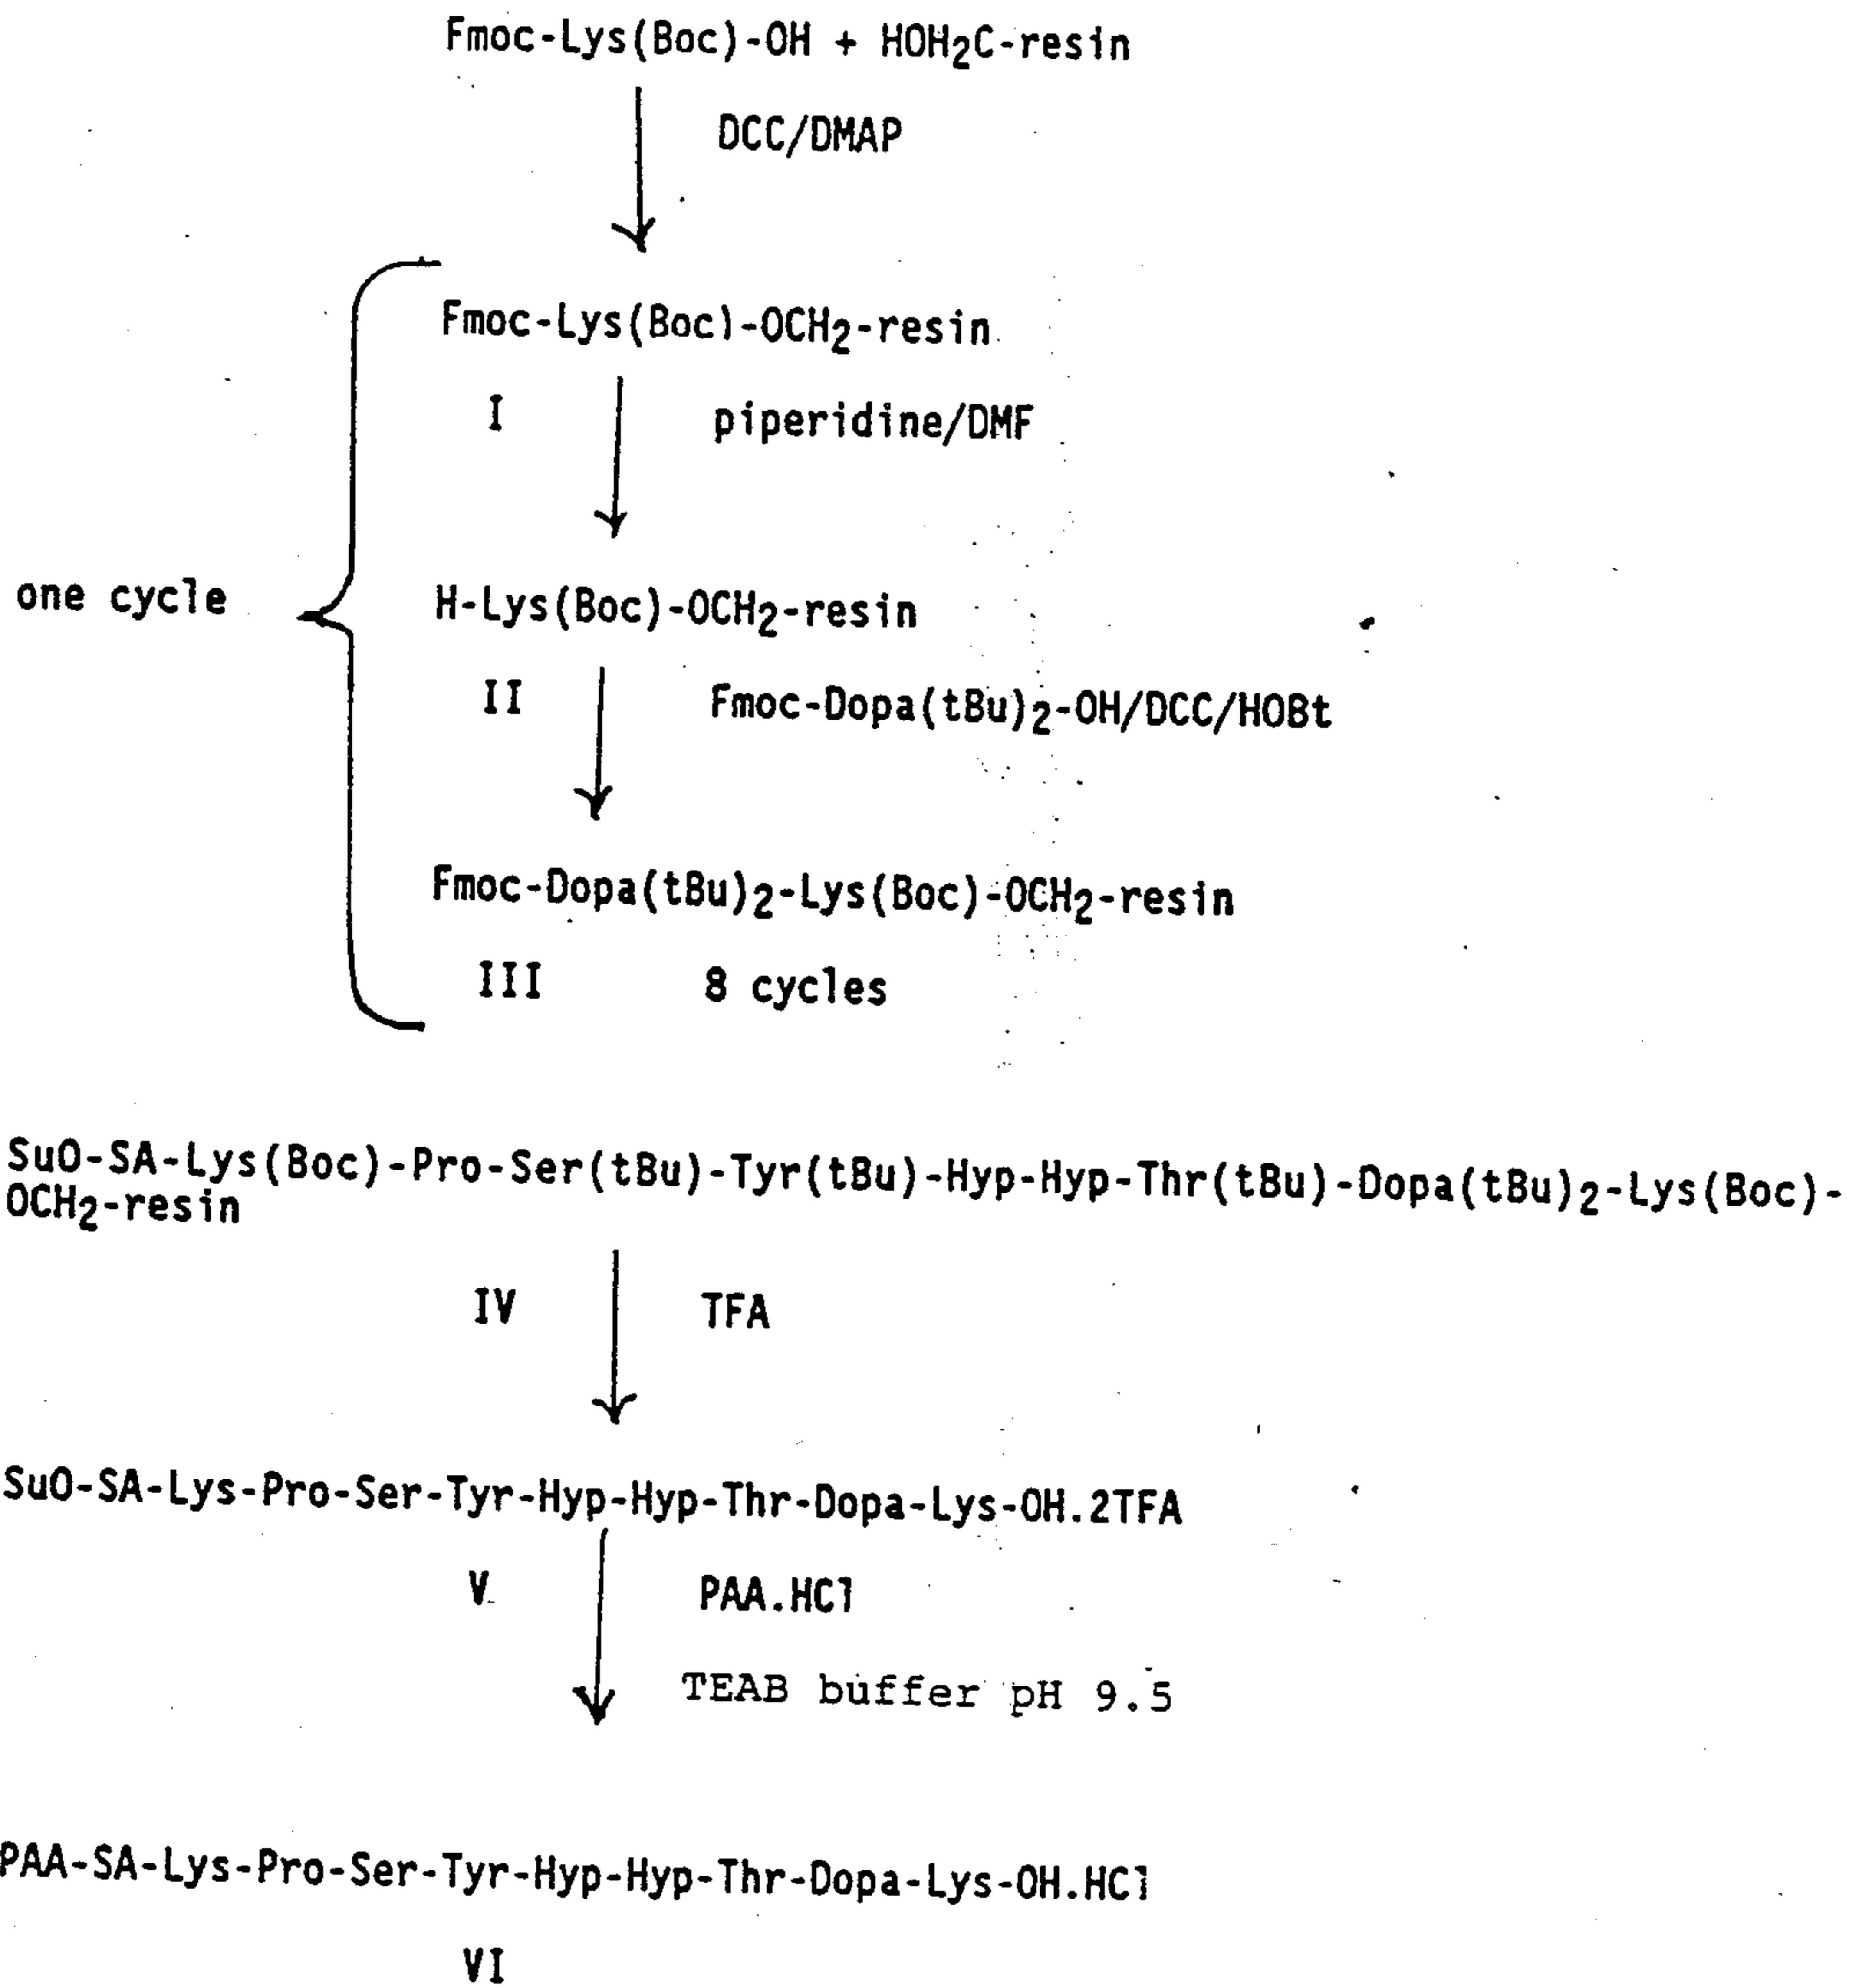 Fmoc-Lys(Boc)-OH + HOH2C-resin
DCC/DMAP
Fmoc-Lys(Boc)-OCH2-resin
I
piperidine/DMF
one cycle
H-Lys(Boc)-OCH2-resin
II
Fmoc-Dopa(tBu)2-OH/DCC/HOBt
Fmoc-Dopa(tBu)2-Lys(Boc)-OCH2-resin
III
8 cycles
SuO-SA-Lys(Boc)-Pro-Ser(tBu)-Tyr(tBu)-Hyp-Hyp-Thr(tBu)-Dopa(tBu)2-Lys(Boc)-
OCH2-resin
IV
TFA
SuO-SA-Lys-Pro-Ser-Tyr-Hyp-Hyp-Thr-Dopa-Lys-OH.2TFA
V
PAA.HCl
TEAB buffer pH 9.5
PAA-SA-Lys-Pro-Ser-Tyr-Hyp-Hyp-Thr-Dopa-Lys-OH.HCl
VI